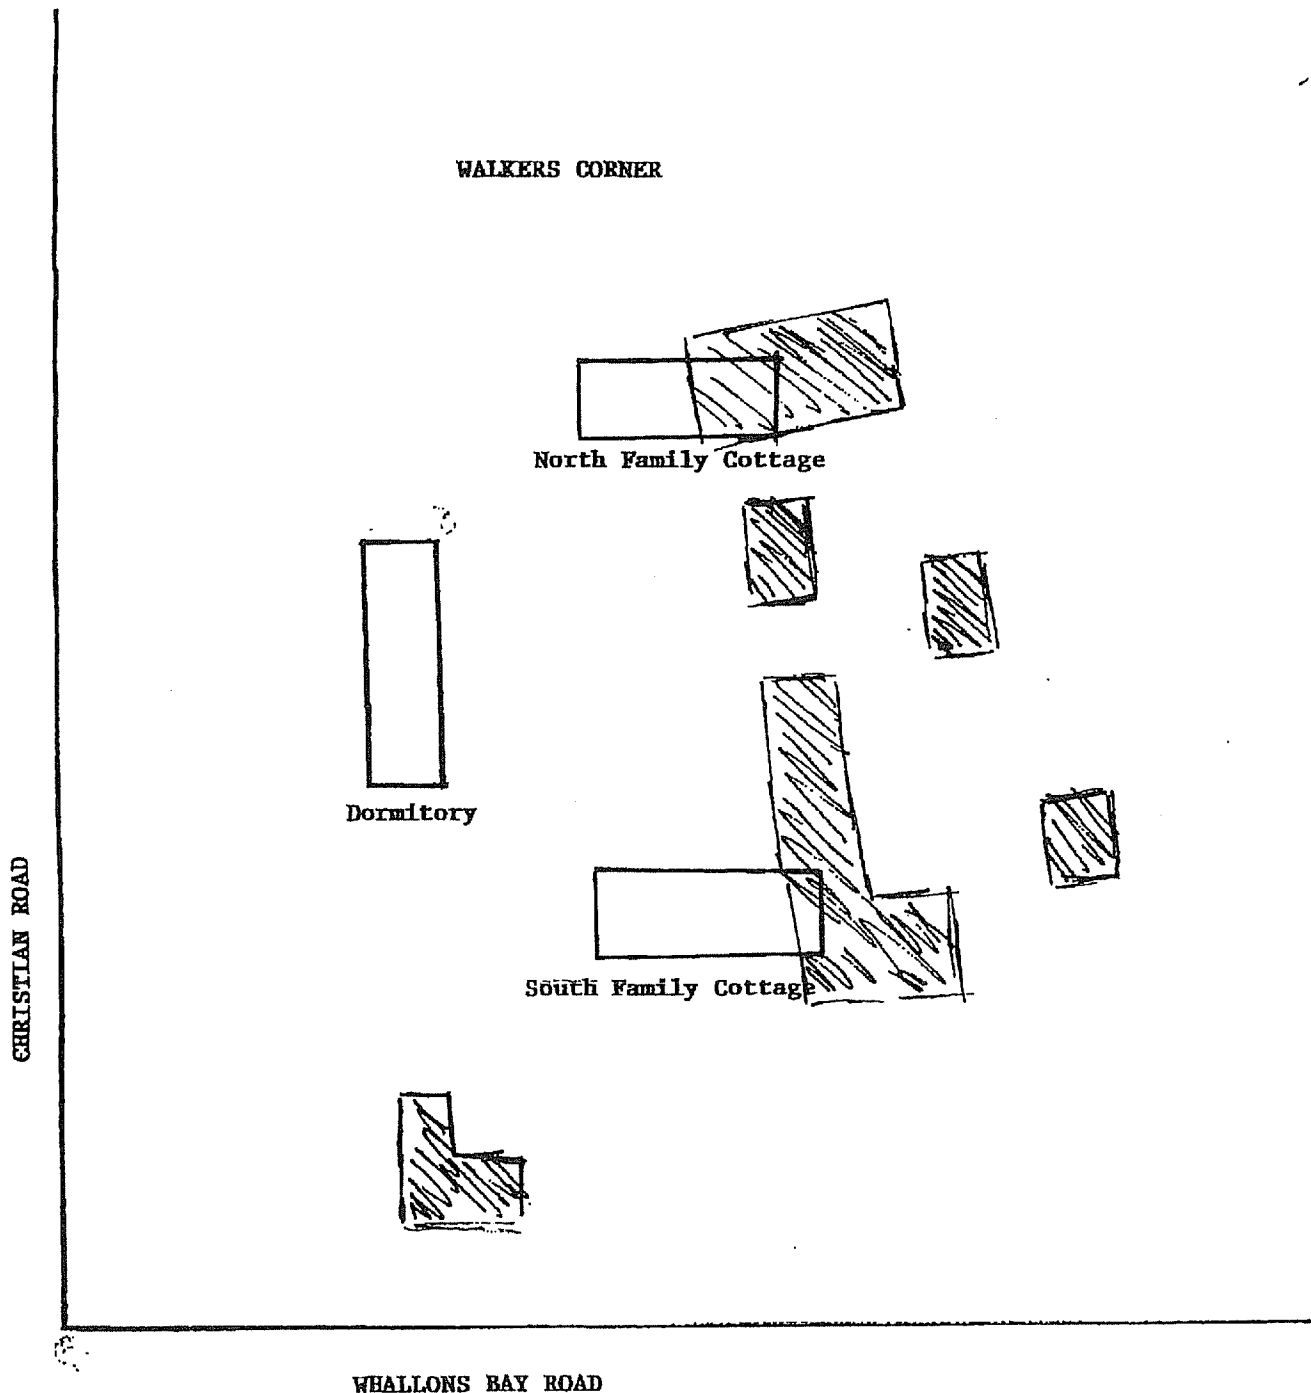 WALKERS CORNER
North Family Cottage
Dormitory
South Family Cottage
CHRISTIAN ROAD
WHALLONS BAY ROAD